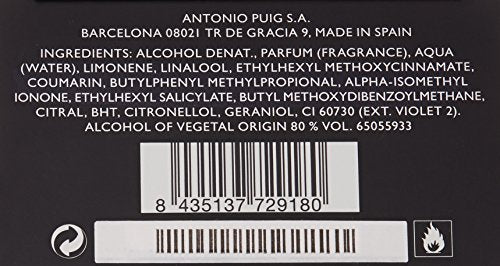 ANTONIO PUIG S.A.
BARCELONA 08021 TR DE GRACIA 9, MADE IN SPAIN
INGREDIENTS: ALCOHOL DENAT., PARFUM (FRAGRANCE), AQUA
(WATER), LIMONENE, LINALOOL, ETHYLHEXYL METHOXYCINNAMATE,
COUMARIN, BUTYLPHENYL METHYLPROPIONAL, ALPHA-ISOMETHYL
IONONE, ETHYLHEXYL SALICYLATE, BUTYL METHOXYDIBENZOYLMETHANE,
CITRAL, BHT, CITRONELLOL, GERANIOL, CI 60730 (EXT. VIOLET 2).
ALCOHOL OF VEGETAL ORIGIN 80 % VOL. 65055933
8 435137 729180